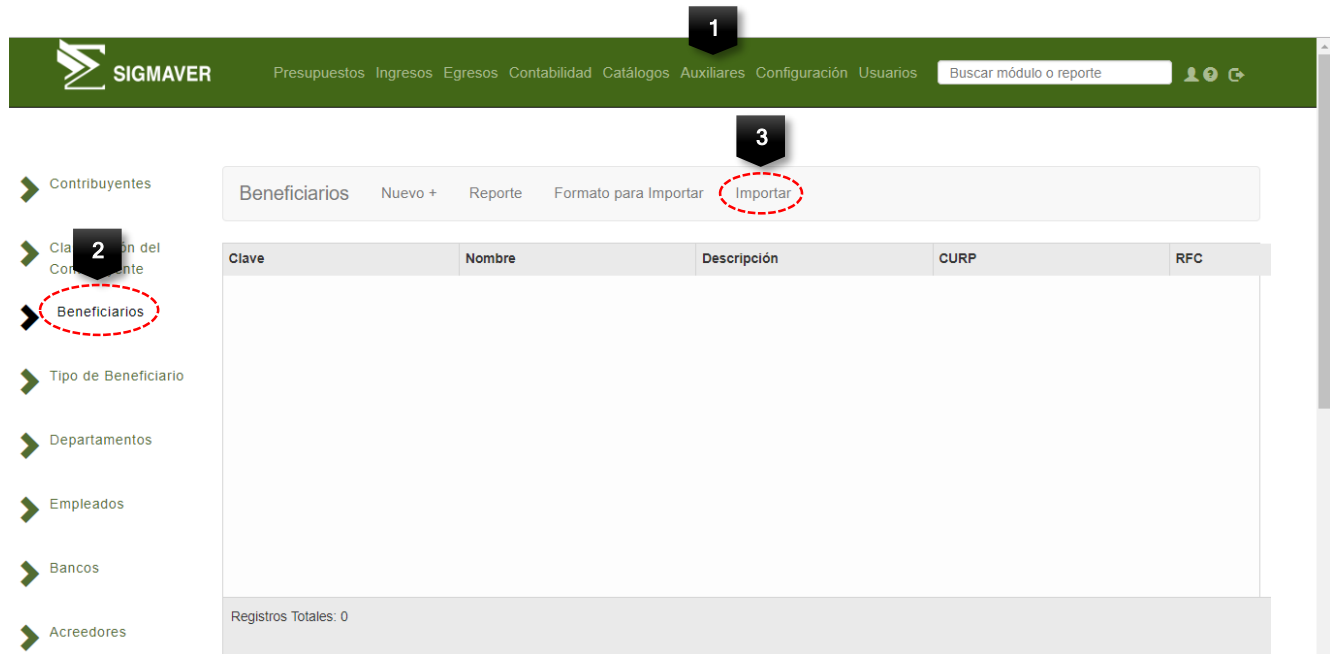 1
SIGMAVER
Presupuestos Ingresos Egresos Contabilidad Catálogos Auxiliares Configuración Usuarios
Buscar módulo o reporte
3
Contribuyentes
Beneficiarios Nuevo + Reporte Formato para Importar Importar
del
2
Clave Nombre Descripción CURP RFC
Beneficiarios
Tipo de Beneficiario
Departamentos
Empleados
Bancos
Registros Totales: 0
Acreedores